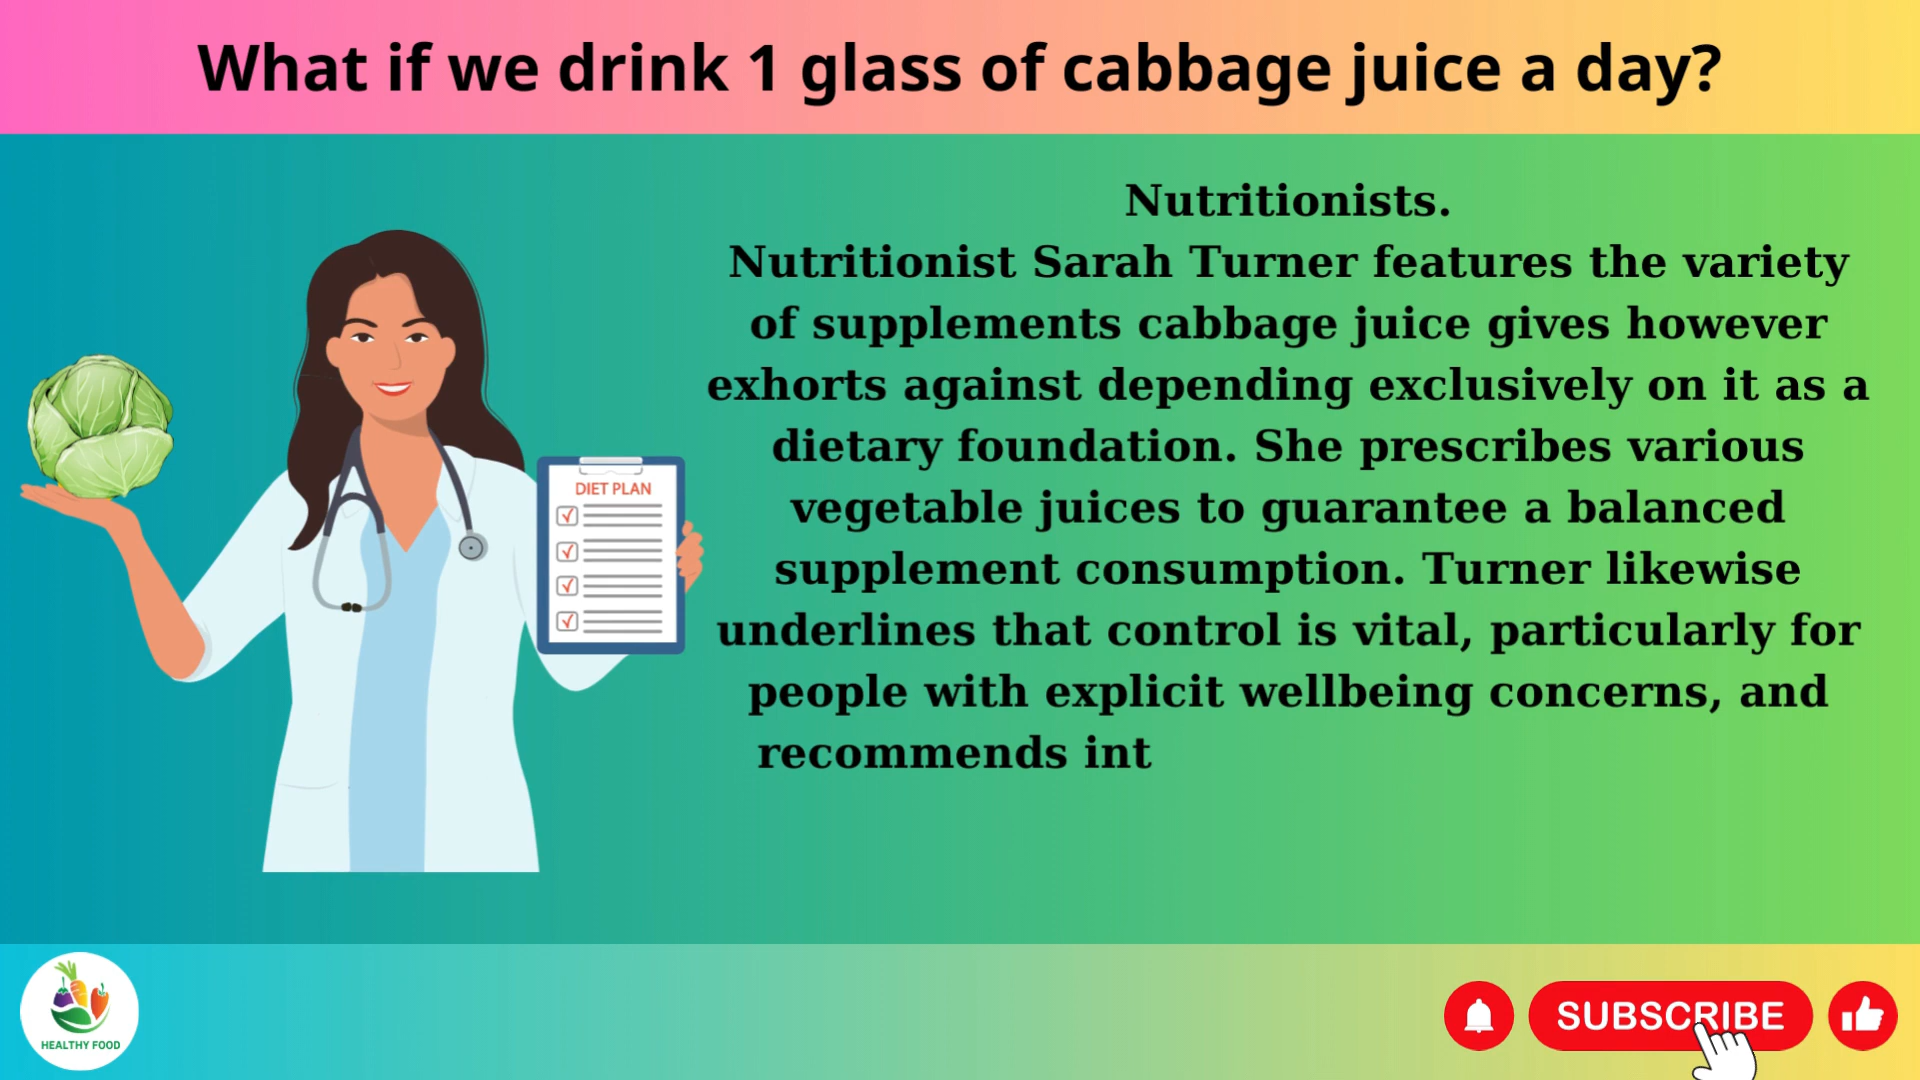 What if we drink 1 glass of cabbage juice a day?
Nutritionists.
Nutritionist Sarah Turner features the variety
of supplements cabbage juice gives however
exhorts against depending exclusively on it as a
dietary foundation. She prescribes various
vegetable juices to guarantee a balanced
supplement consumption. Turner likewise
underlines that control is vital, particularly for
people with explicit wellbeing concerns, and
recommends int
DIET PLAN
HEALTHY FOOD
SUBSCRIBE